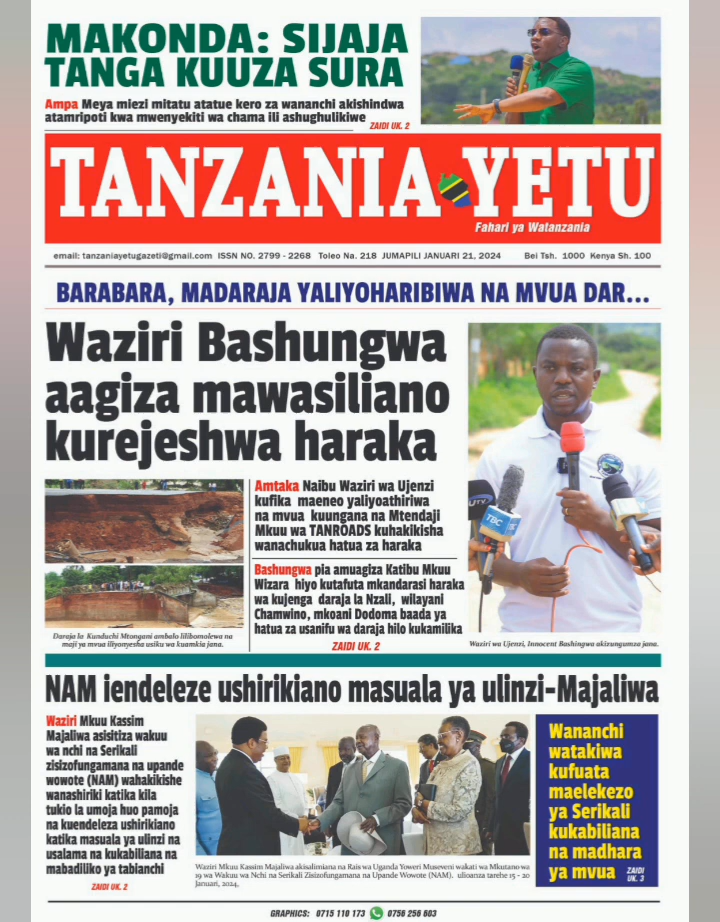 MAKONDA: SIJAJA
TANGA KUUZA SURA
Ampa Meya miezi mitatu atatue kero za wananchi akishindwa
atamripoti kwa mwenyekiti wa chama ili ashughulikiwe
ZAIDI UK. 2
TANZANIA YETU
Fahari ya Watanzania
email: tanzaniayetugazeti@gmail.com ISSN NO. 2799 - 2268 Toleo Na. 218 JUMAPILI JANUARI 21, 2024 Bei Tsh. 1000 Kenya Sh. 100
BARABARA, MADARAJA YALIYOHARIBIWA NA MVUA DAR...
Waziri Bashungwa
aagiza mawasiliano
kurejeshwa haraka
Amtaka Naibu Waziri wa Ujenzi
kufika maeneo yaliyoathiriwa
na mvua kuungana na Mtendaji
Mkuu wa TANROADS kuhakikisha
wanachukua hatua za haraka
Bashungwa pia amuagiza Katibu Mkuu
Wizara hiyo kutafuta mkandarasi haraka
wa kujenga daraja la Nzali, wilayani
Chamwino, mkoani Dodoma baada ya
hatua za usanifu wa daraja hilo kukamilika
ZAIDI UK. 2
Daraja la Kunduchi Mtongani ambalo lilibomolewa na
maji ya mvua iliyonyesha usiku wa kuamkia jana.
UTV
TBC
Waziri wa Ujenzi, Innocent Bashingwa akizungumza jana.
NAM iendeleze ushirikiano masuala ya ulinzi-Majaliwa
Waziri Mkuu Kassim
Majaliwa asisitiza wakuu
wa nchi na Serikali
zisizofungamana na upande
wowote (NAM) wahakikishe
wanashiriki katika kila
tukio la umoja huo pamoja
na kuendeleza ushirikiano
katika masuala ya ulinzi na
usalama na kukabiliana na
mabadiliko ya tabianchi
ZAIDI UK. 2
Waziri Mkuu Kassim Majaliwa akisalimiana na Rais wa Uganda Yoweri Museveni wakati wa Mkutano wa
19 wa Wakuu wa Nchi na Serikali Zisizofungamana na Upande Wowote (NAM). ulioanza tarehe 15 - 20
Januari, 2024,
Wananchi
watakiwa
kufuata
maelekezo
ya Serikali
kukabiliana
na madhara
ya mvua
ZAIDI
UK. 3
GRAPHICS: 0715 110 173 0756 256 603